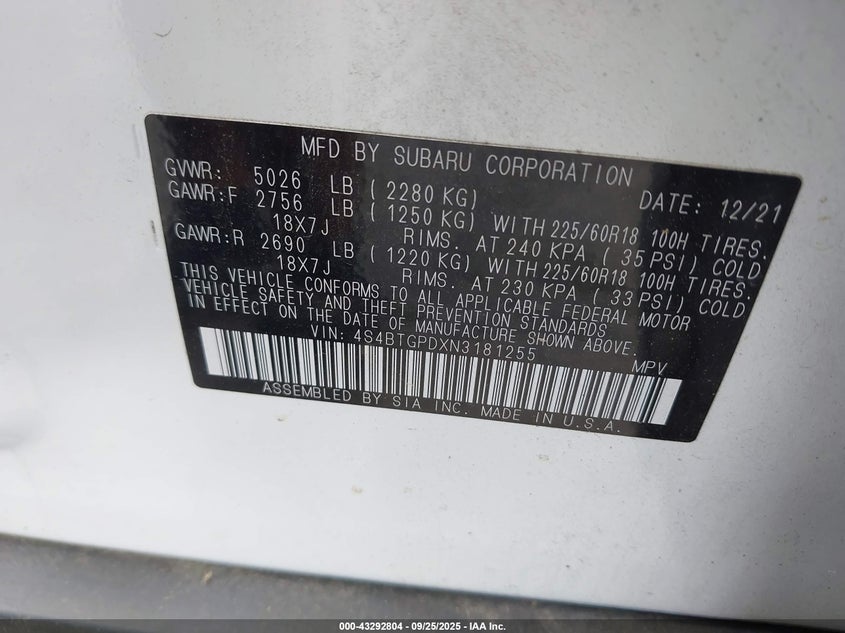 MFD BY SUBARU CORPORATION DATE: 12/21
GVWR: 5026 LB ( 2280 KG)
GAWR:F 2756 LB ( 1250 KG) WITH 225/60R18 100H TIRES.
18X7J RIMS. AT 240 KPA ( 35 PSI) COLD
GAWR:R 2690 LB ( 1220 KG) WITH 225/60R18 100H TIRES.
18X7J RIMS. AT 230 KPA ( 33 PSI) COLD
THIS VEHICLE CONFORMS TO ALL APPLICABLE FEDERAL MOTOR
VEHICLE SAFETY AND THEFT PREVENTION STANDARDS
IN EFFECT ON THE DATE OF MANUFACTURE SHOWN ABOVE.
VIN: 4S4BTGPDXN3181255 MPV
ASSEMBLED BY SIA INC. MADE IN U.S.A.
000-43292804 - 09/25/2025 - IAA Inc.